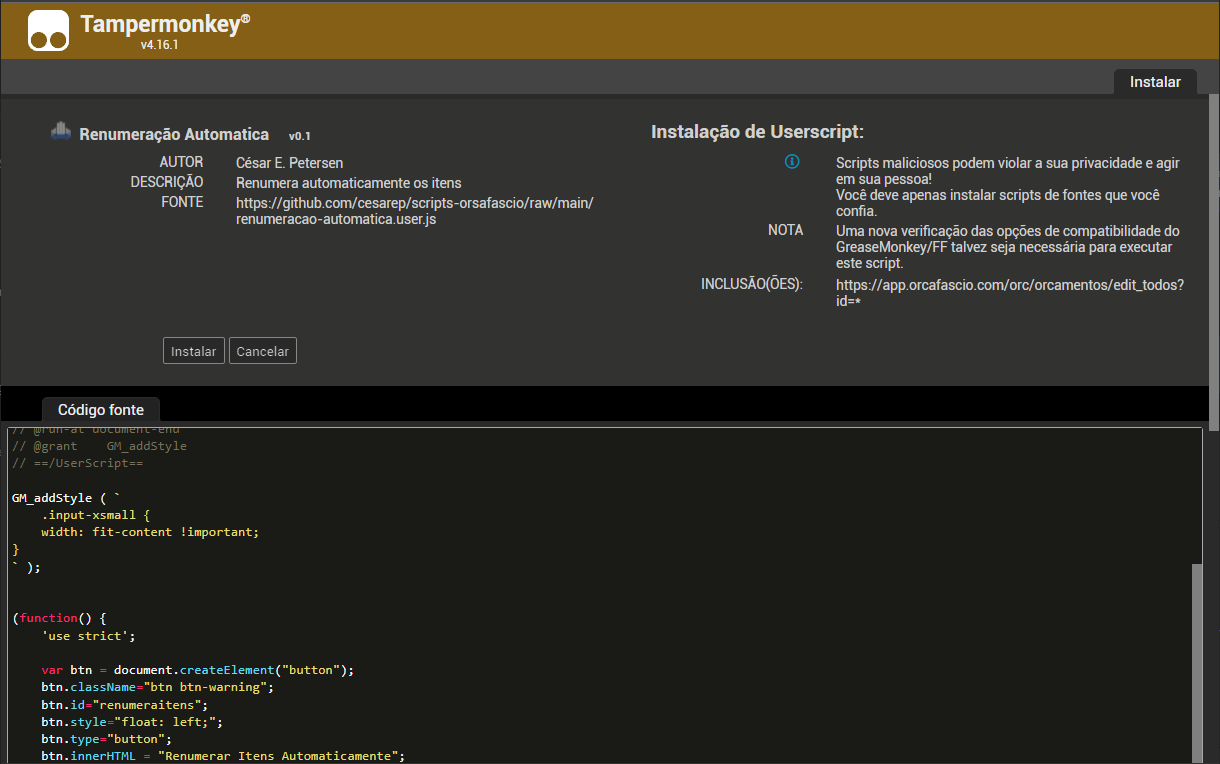 Tampermonkey®
v4.16.1
Instalar
Renumeração Automatica v0.1
AUTOR César E. Petersen
DESCRIÇÃO Renumera automaticamente os itens
FONTE https://github.com/cesarep/scripts-orsafascio/raw/main/
renumeracao-automatica.user.js
Instalação de Userscript:
Scripts maliciosos podem violar a sua privacidade e agir
em sua pessoa!
Você deve apenas instalar scripts de fontes que você
confia.
NOTA Uma nova verificação das opções de compatibilidade do
GreaseMonkey/FF talvez seja necessária para executar
este script.
INCLUSÃO(ÕES): https://app.orcafascio.com/orc/orcamentos/edit_todos?
id=*
Instalar Cancelar
Código fonte
// @run-at document-end
// @grant    GM_addStyle
// ==/UserScript==
GM_addStyle ( `
    .input-xsmall {
    width: fit-content !important;
}
` );
(function() {
    'use strict';
    var btn = document.createElement("button");
    btn.className="btn btn-warning";
    btn.id="renumeraitens";
    btn.style="float: left;";
    btn.type="button";
    btn.innerHTML = "Renumerar Itens Automaticamente";